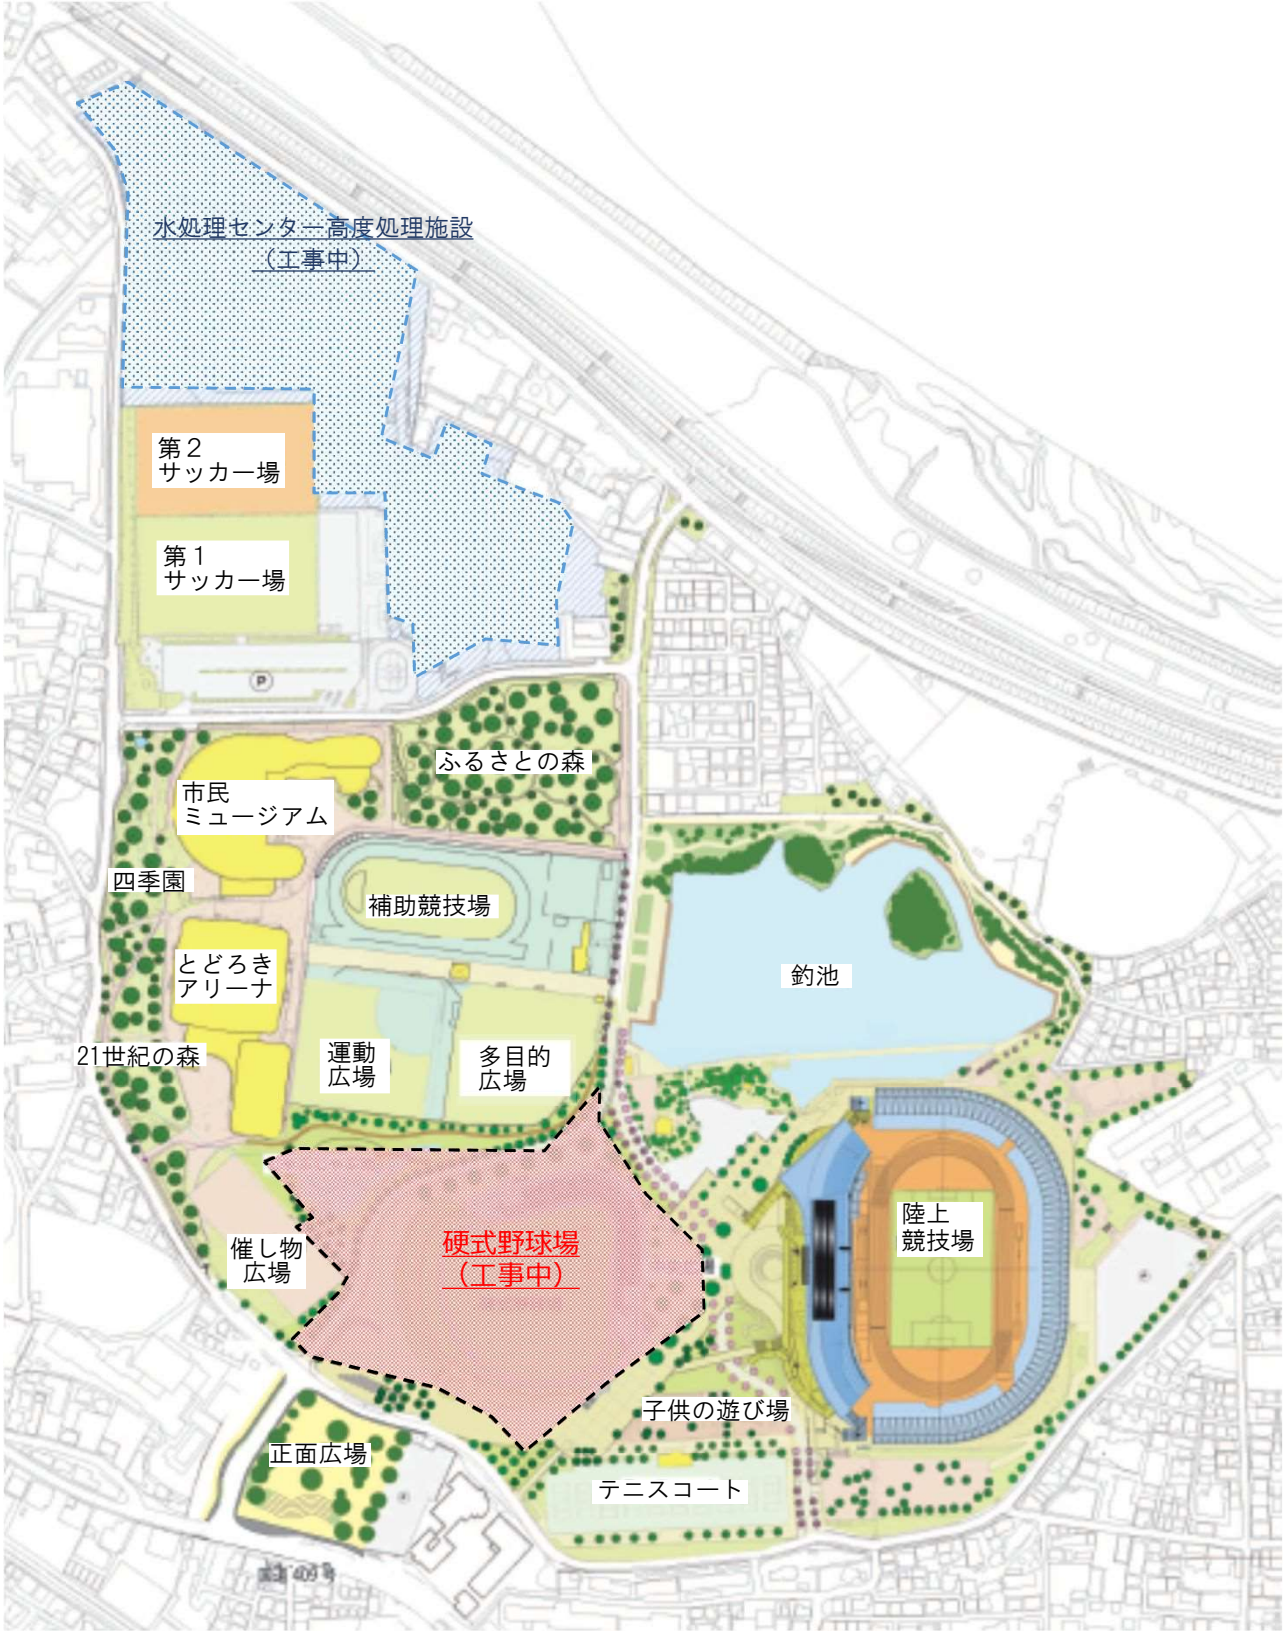 水処理センター高度処理施設
（工事中）
第２
サッカー場
第１
サッカー場
P
ふるさとの森
市民
ミュージアム
四季園
補助競技場
とどろき
アリーナ
釣池
21世紀の森
運動
広場
多目的
広場
陸上
競技場
硬式野球場
（工事中）
催し物
広場
子供の遊び場
正面広場
テニスコート